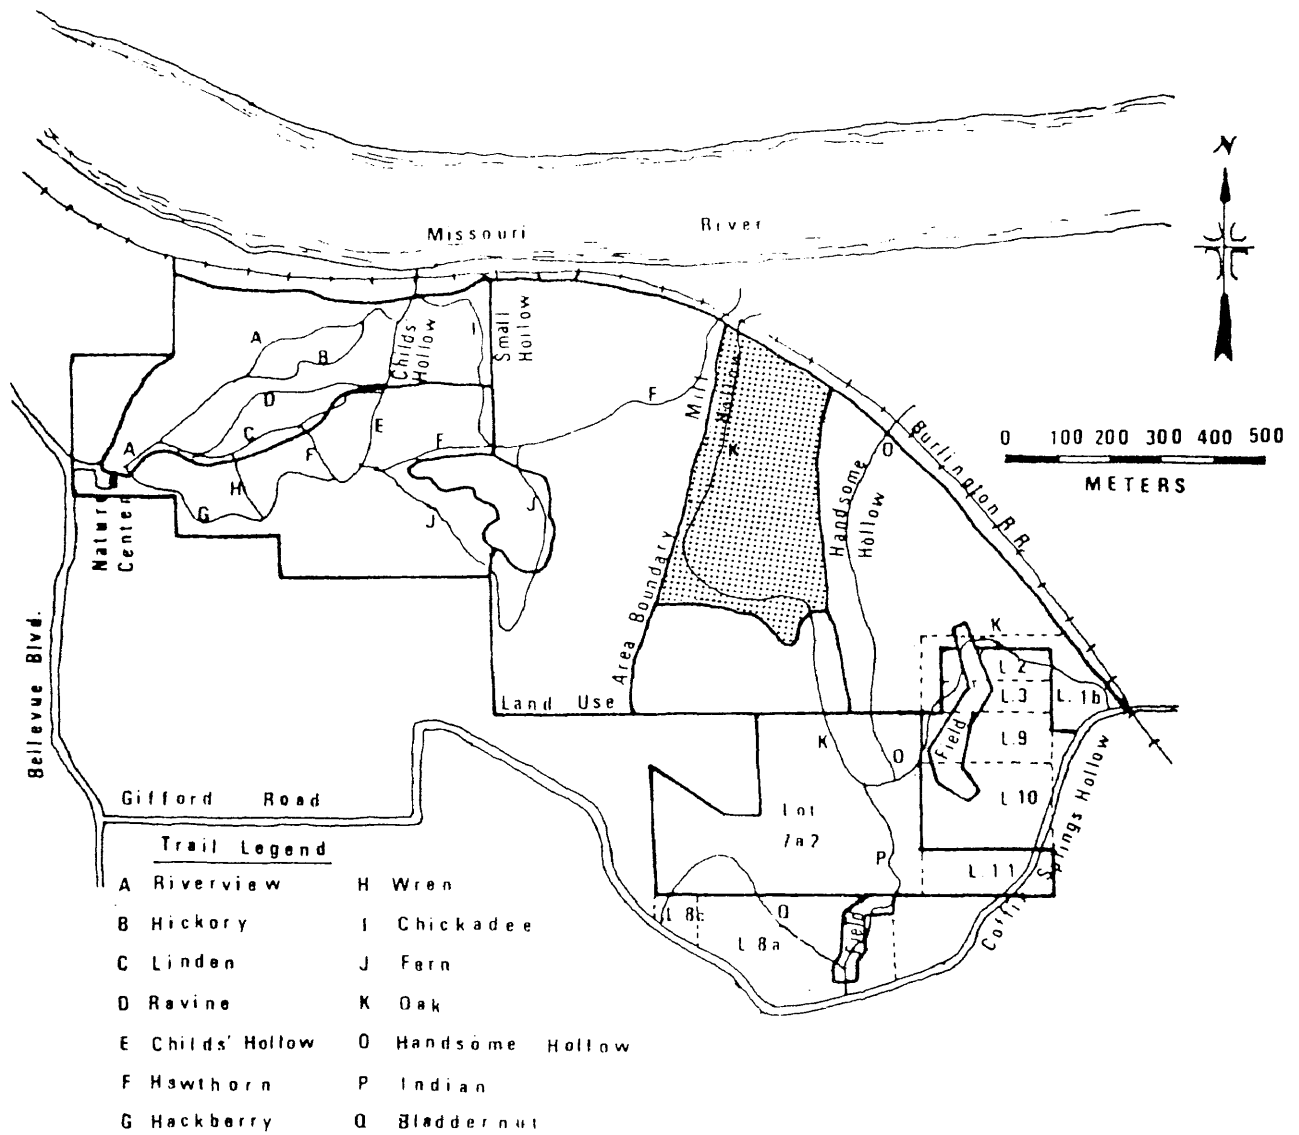 N
Missouri River
A
B
Childs' Hollow
I
Small Hollow
D
C
E
F
F
F
A
H
G
J
J
Nature Center
Mill Hollow
K
Handsome Hollow
O
Burlington R.R.
0 100 200 300 400 500
METERS
Area Boundary
Land Use
K
L.2
L.3
L.1b
L.9
L 10
L.11
Field
K
O
Lot
7a2
P
Q
L 8a
Field
Springs Hollow
Bellevue Blvd.
Gifford Road
Trail Legend
A Riverview
B Hickory
C Linden
D Ravine
E Childs' Hollow
F Hawthorn
G Hackberry
H Wren
I Chickadee
J Fern
K Oak
O Handsome Hollow
P Indian
Q Bladdernut